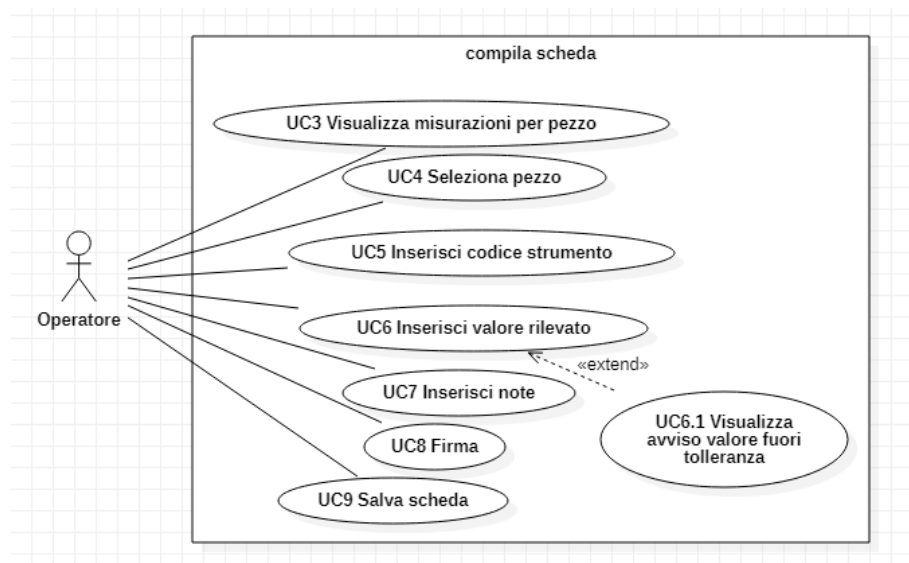 compila scheda
UC3 Visualizza misurazioni per pezzo
UC4 Seleziona pezzo
UC5 Inserisci codice strumento
Operatore
UC6 Inserisci valore rilevato
«extend»
UC7 Inserisci note
UC6.1 Visualizza
avviso valore fuori
tolleranza
UC8 Firma
UC9 Salva scheda